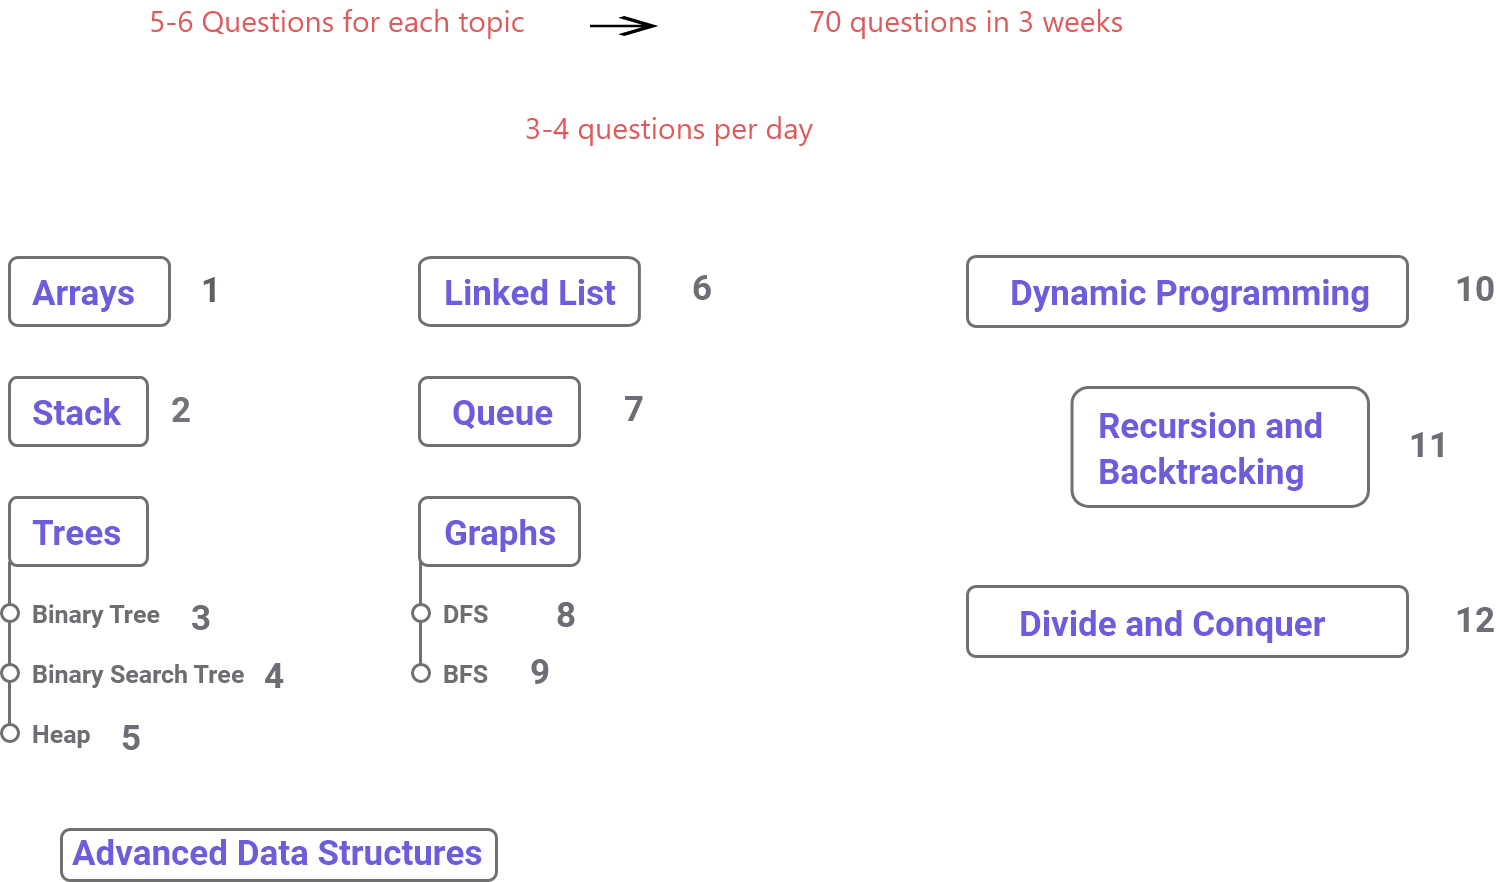 5-6 Questions for each topic
70 questions in 3 weeks
3-4 questions per day
Arrays 1
Linked List 6
Dynamic Programming 10
Stack 2
Queue 7
Recursion and
Backtracking
11
Trees
Graphs
Binary Tree 3
DFS 8
Divide and Conquer 12
Binary Search Tree 4
BFS 9
Heap 5
Advanced Data Structures